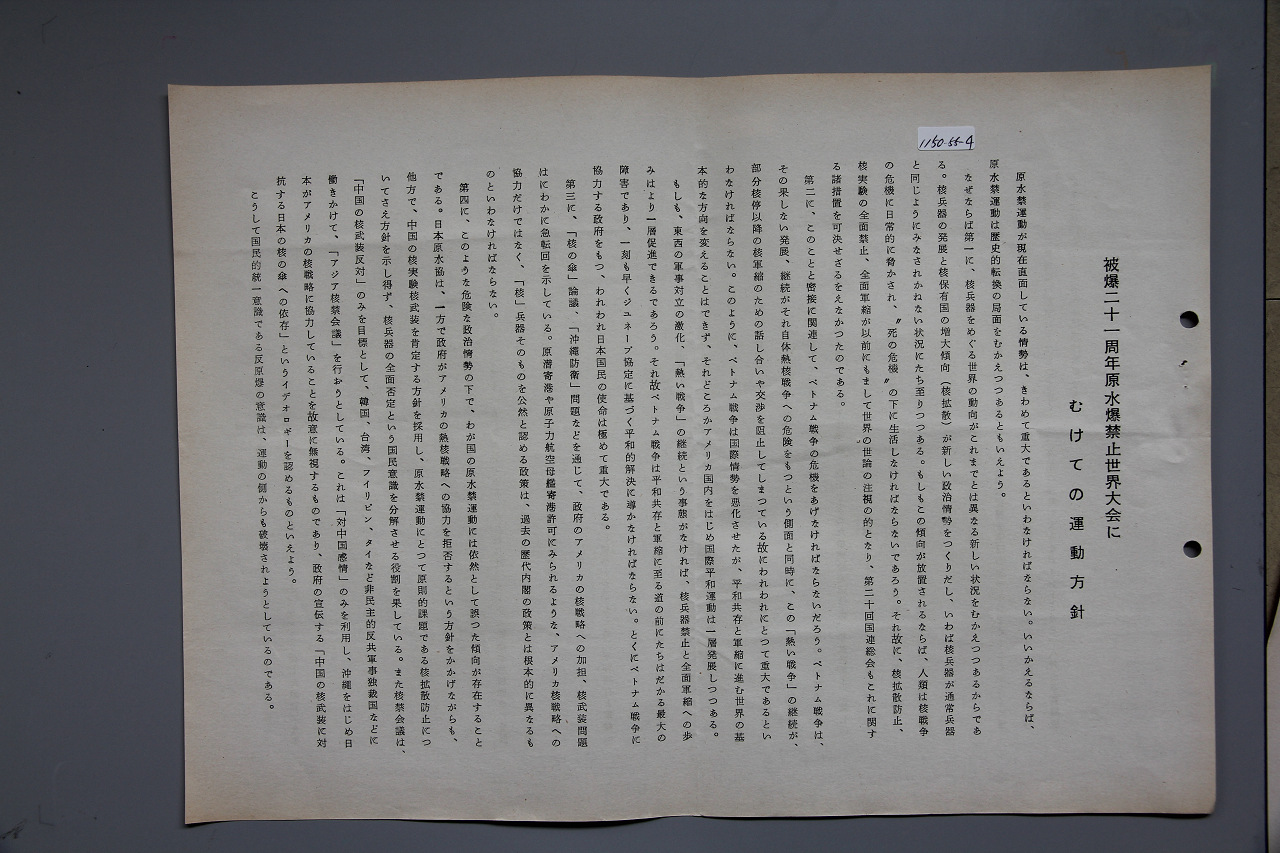 1150-55-4
被爆二十一周年原水爆禁止世界大会に
むけての運動方針
原水禁運動が現在直面している情勢は、きわめて重大であるといわなければならない。いいかえるならば、
原水禁運動は歴史的転換の局面をむかえつつあるともいえよう。
なぜならば第一に、核兵器をめぐる世界の動向がこれまでとは異なる新しい状況をむかえつつあるからであ
る。核兵器の発展と核保有国の増大傾向（核拡散）が新しい政治情勢をつくりだし、いわば核兵器が通常兵器
と同じようにみなされかねない状況にたち至りつつある。もしもこの傾向が放置されるならば、人類は核戦争
の危機に日常的に脅かされ、〝死の危機〟の下に生活しなければならないであろう。それ故に、核拡散防止、
核実験の全面禁止、全面軍縮が以前にもまして世界の世論の注視の的となり、第二十回国連総会もこれに関す
る諸措置を可決せざるをえなかつたのである。
第二に、このことと密接に関連して、ベトナム戦争の危機をあげなければならないだろう。ベトナム戦争は、
その果しない発展、継続がそれ自体熱核戦争への危険をもつという側面と同時に、この「熱い戦争」の継続が、
部分核停以降の核軍縮のための話し合いや交渉を阻止してしまつている故にわれわれにとつて重大であるとい
わなければならない。このように、ベトナム戦争は国際情勢を悪化させたが、平和共存と軍縮に進む世界の基
本的な方向を変えることはできず、それどころかアメリカ国内をはじめ国際平和運動は一層発展しつつある。
もしも、東西の軍事対立の激化、「熱い戦争」の継続という事態がなければ、核兵器禁止と全面軍縮への歩
みはより一層促進できるであろう。それ故ベトナム戦争は平和共存と軍縮に至る道の前にたちはだかる最大の
障害であり、一刻も早くジュネーブ協定に基づく平和的解決に導かなければならない。とくにベトナム戦争に
協力する政府をもつ、われわれ日本国民の使命は極めて重大である。
第三に、「核の傘」論議、「沖縄防衛」問題などを通じて、政府のアメリカの核戦略への加担、核武装問題
はにわかに急転回を示している。原潜寄港や原子力航空母艦寄港許可にみられるような、アメリカ核戦略への
協力だけではなく、「核」兵器そのものを公然と認める政策は、過去の歴代内閣の政策とは根本的に異なるも
のといわなければならない。
第四に、このような危険な政治情勢の下で、わが国の原水禁運動には依然として誤つた傾向が存在すること
である。日本原水協は、一方で政府がアメリカの熱核戦略への協力を拒否するという方針をかかげながらも、
他方で、中国の核実験核武装を肯定する方針を採用し、原水禁運動にとつて原則的課題である核拡散防止につ
いてさえ方針を示し得ず、核兵器の全面否定という国民意識を分解させる役割を果している。また核禁会議は、
「中国の核武装反対」のみを目標として、韓国、台湾、フイリピン、タイなど非民主的反共軍事独裁国などに
働きかけて、「アジア核禁会議」を行おうとしている。これは「対中国感情」のみを利用し、沖縄をはじめ日
本がアメリカの核戦略に協力していることを故意に無視するものであり、政府の宣伝する「中国の核武装に対
抗する日本の核の傘への依存」というイデオロギーを認めるものといえよう。
こうして国民的統一意識である反原爆の意識は、運動の側からも破壊されようとしているのである。